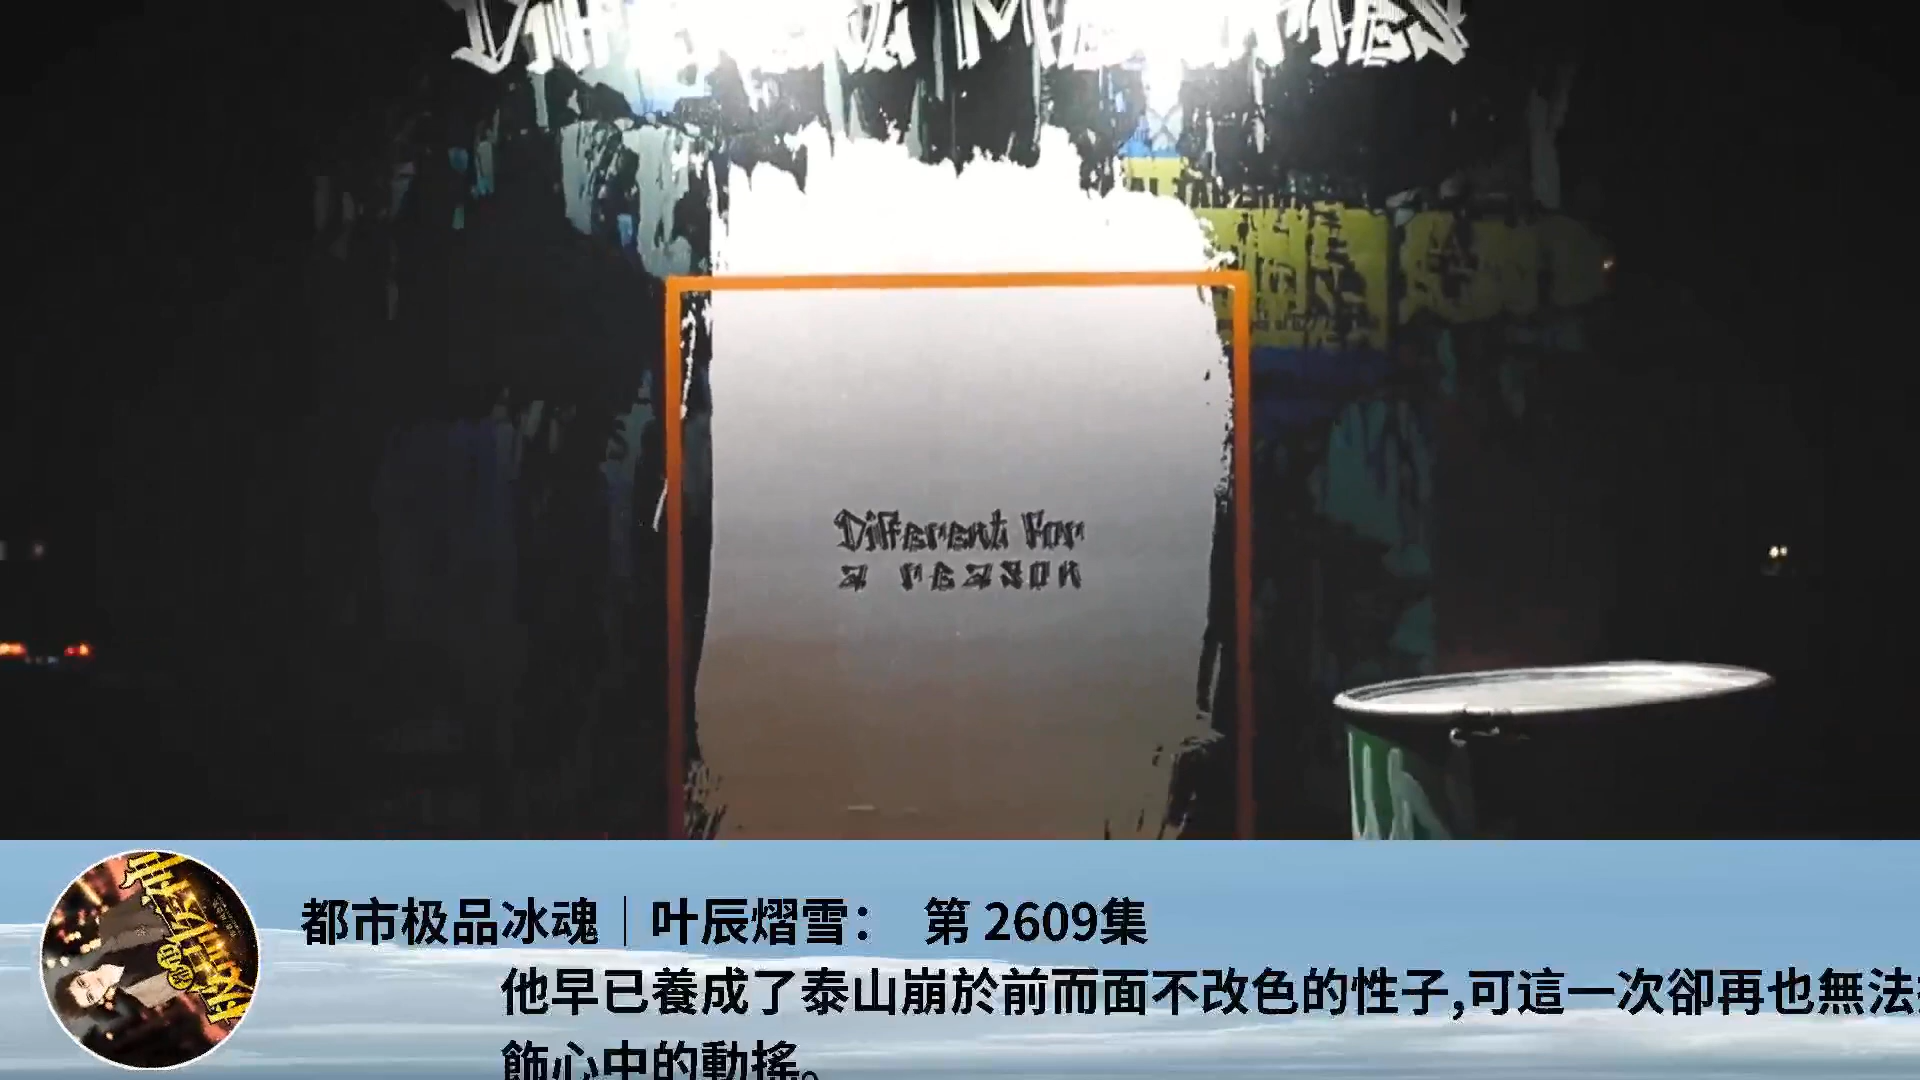 Different for
a reason
都市极品冰魂｜叶辰熠雪： 第 2609集
他早已養成了泰山崩於前而面不改色的性子,可這一次卻再也無法
飾心中的動搖。